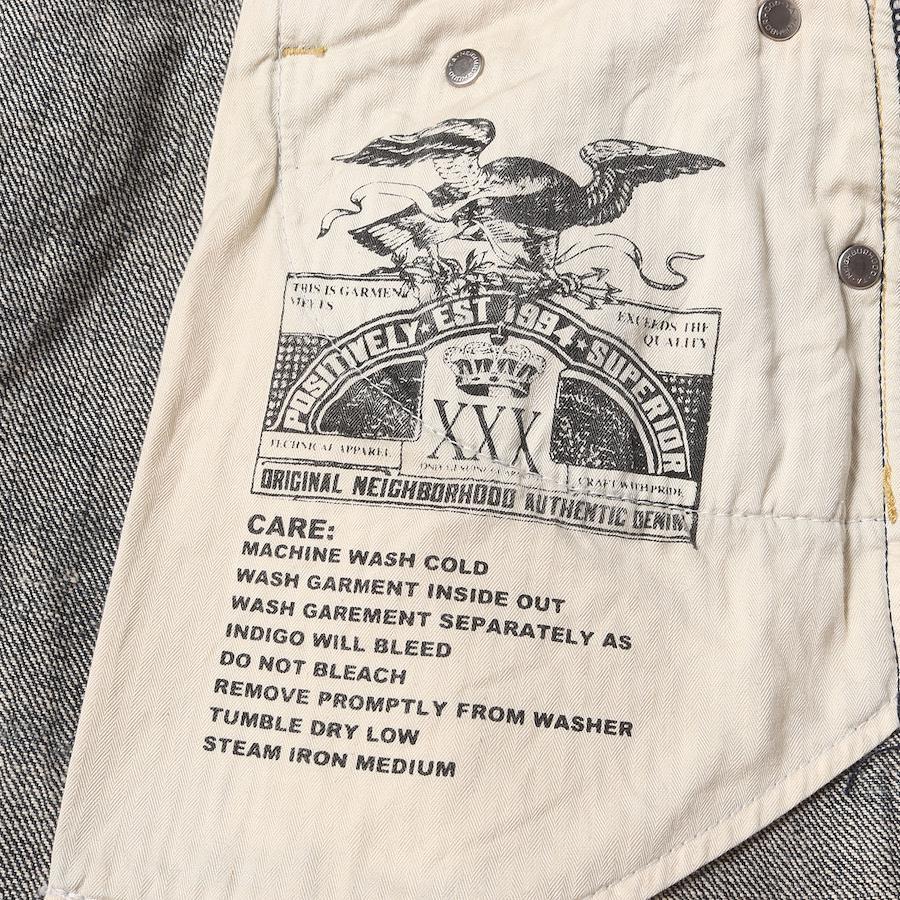 THIS IS GARMENT
MEETS
EXCEEDS THE
QUALITY
POSITIVELY · EST 1994 · SUPERIOR
XXX
TECHNICAL APPAREL
CRAFT WITH PRIDE
ORIGINAL NEIGHBORHOOD AUTHENTIC DENIM
CARE:
MACHINE WASH COLD
WASH GARMENT INSIDE OUT
WASH GAREMENT SEPARATELY AS
INDIGO WILL BLEED
DO NOT BLEACH
REMOVE PROMPTLY FROM WASHER
TUMBLE DRY LOW
STEAM IRON MEDIUM